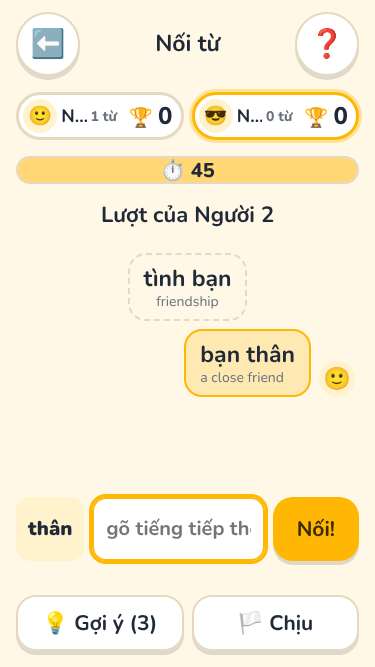 Nối từ
N... 1 từ 0
N... 0 từ 0
45
Lượt của Người 2
tình bạn
friendship
bạn thân
a close friend
thân
gõ tiếng tiếp th
Nối!
Gợi ý (3)
Chịu